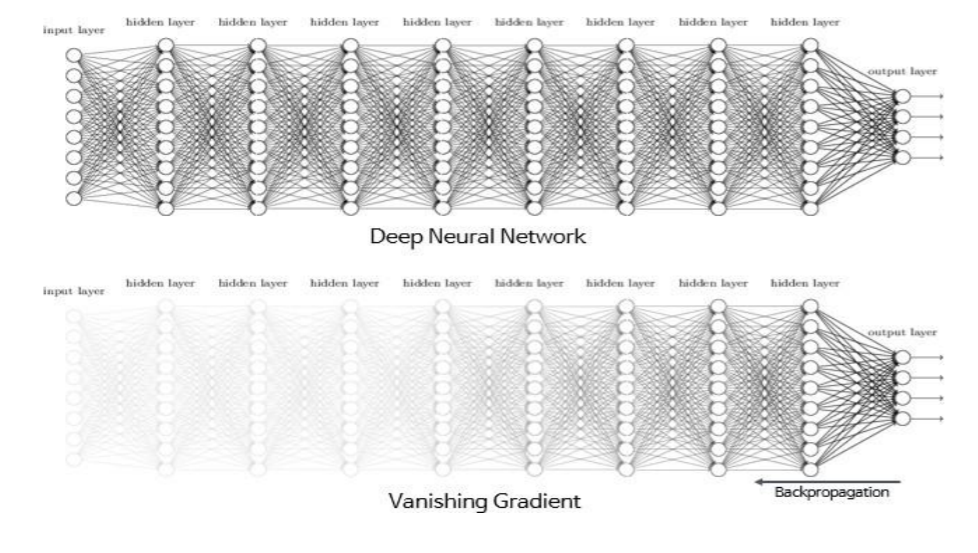 hidden layer hidden layer hidden layer hidden layer hidden layer hidden layer hidden layer hidden layer
input layer
output layer
Deep Neural Network
hidden layer hidden layer hidden layer hidden layer hidden layer hidden layer hidden layer hidden layer
input layer
output layer
Backpropagation
Vanishing Gradient